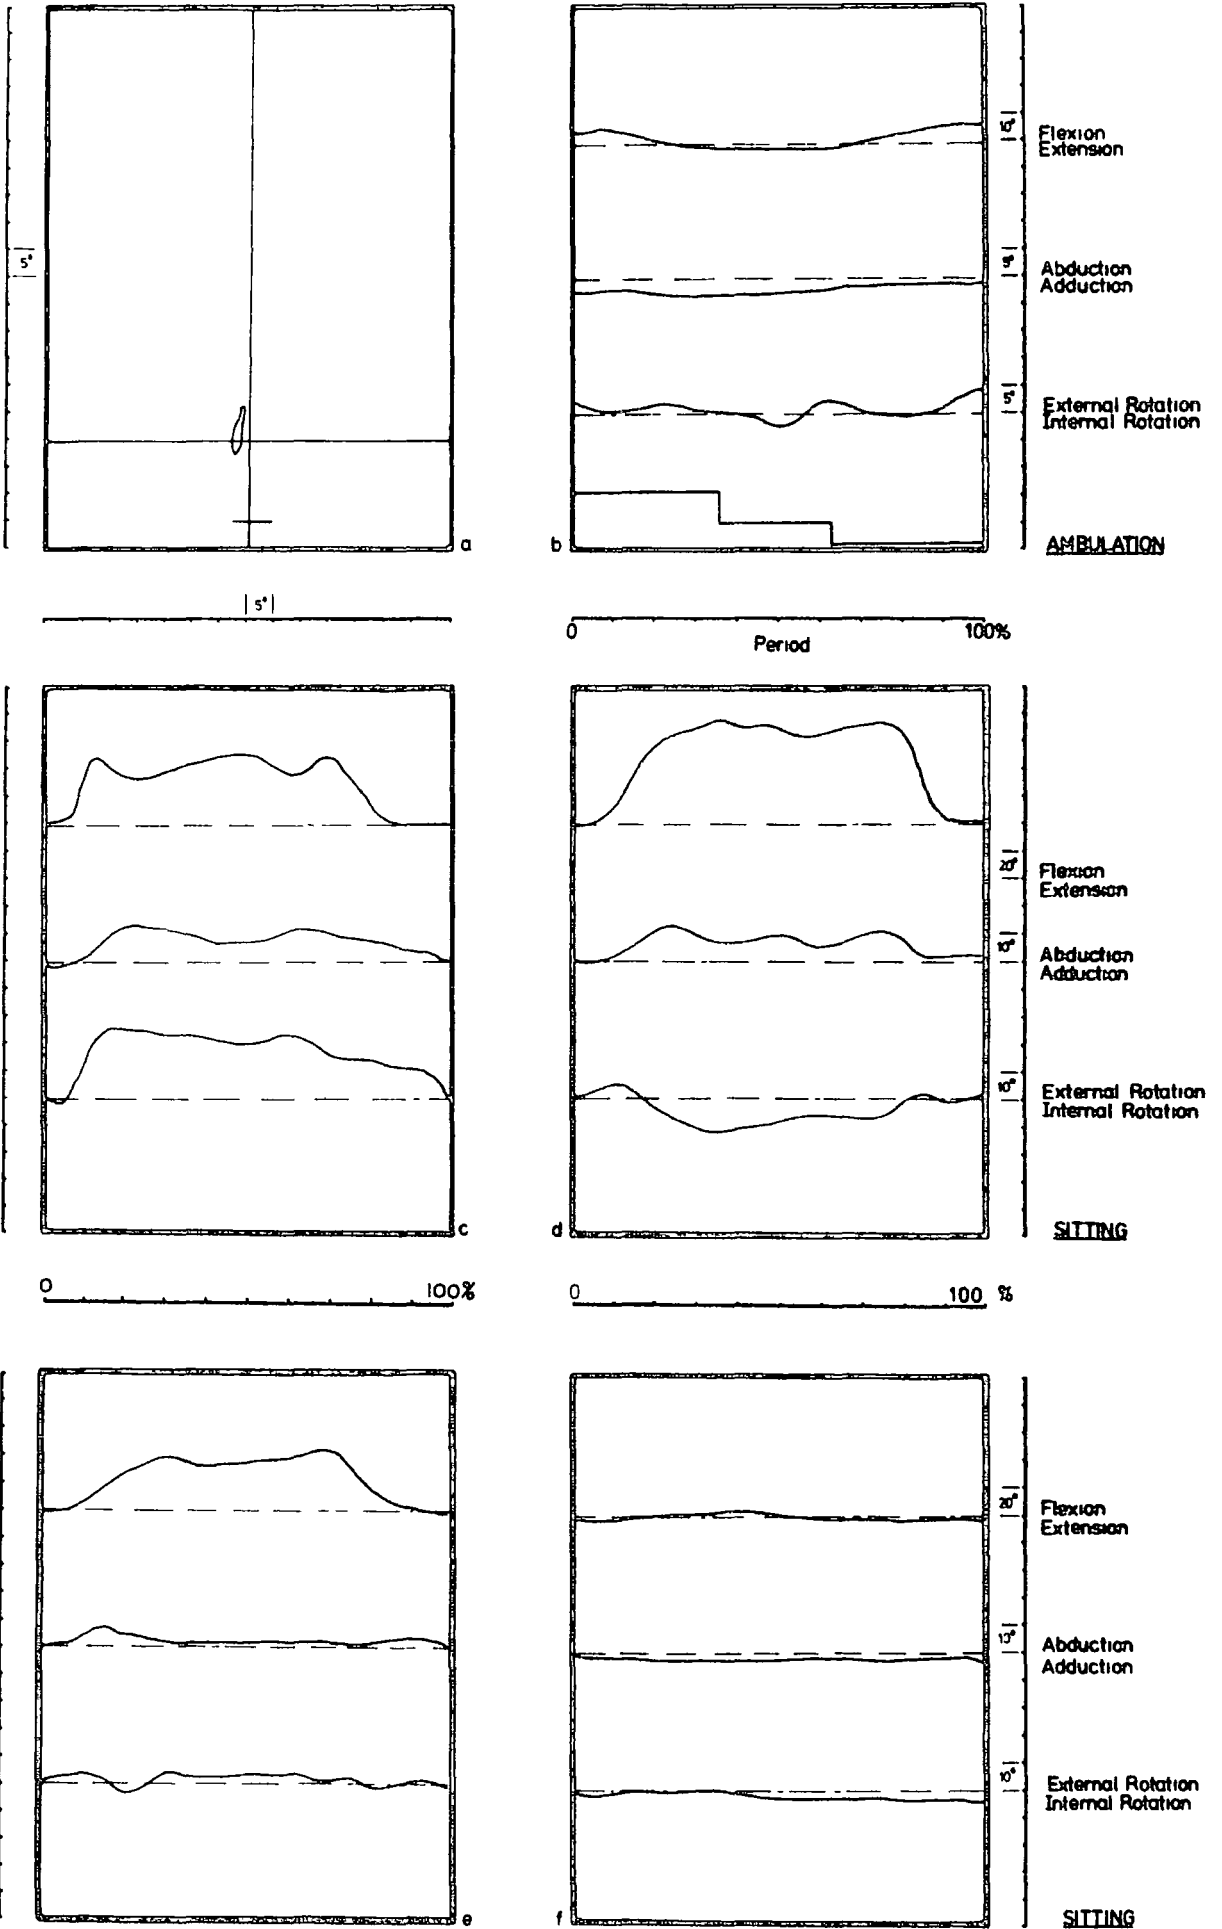 15°
Flexion
Extension
5°
5°
Abduction
Adduction
5°
External Rotation
Internal Rotation
a
b
AMBULATION
5°
0
100%
Period
20°
Flexion
Extension
10°
Abduction
Adduction
10°
External Rotation
Internal Rotation
c
d
SITTING
0
100%
0
100 %
20°
Flexion
Extension
10°
Abduction
Adduction
10°
External Rotation
Internal Rotation
e
f
SITTING